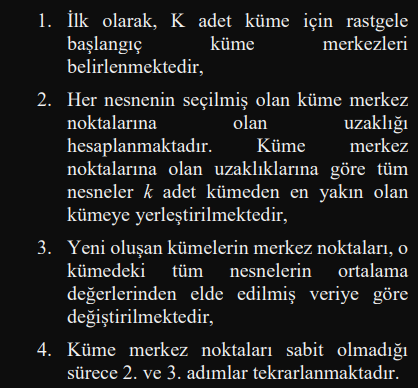 1. İlk olarak, K adet küme için rastgele
başlangıç küme merkezleri
belirlenmektedir,
2. Her nesnenin seçilmiş olan küme merkez
noktalarına olan uzaklığı
hesaplanmaktadır. Küme merkez
noktalarına olan uzaklıklarına göre tüm
nesneler k adet kümeden en yakın olan
kümeye yerleştirilmektedir,
3. Yeni oluşan kümelerin merkez noktaları, o
kümedeki tüm nesnelerin ortalama
değerlerinden elde edilmiş veriye göre
değiştirilmektedir,
4. Küme merkez noktaları sabit olmadığı
sürece 2. ve 3. adımlar tekrarlanmaktadır.